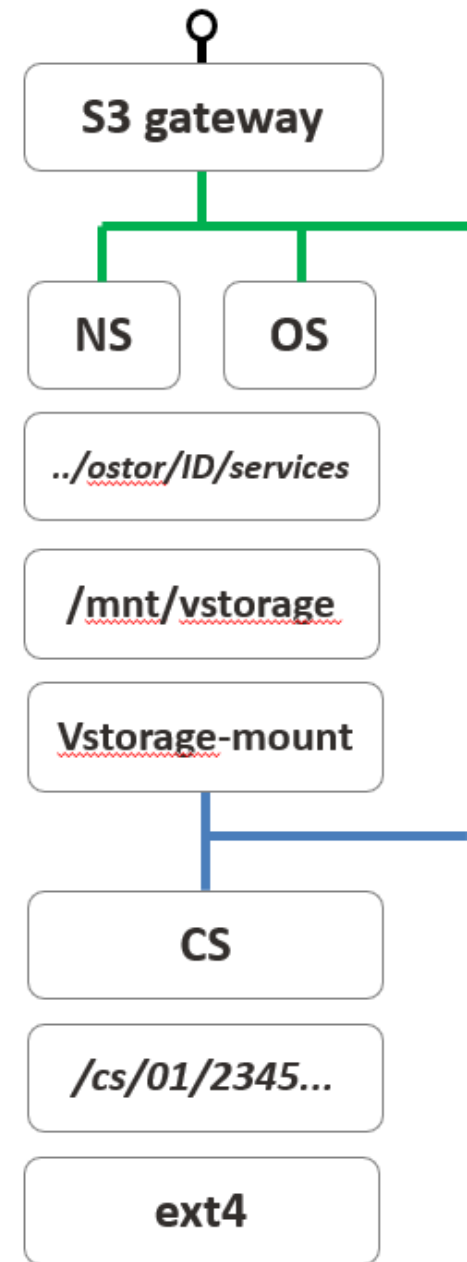 S3 gateway
NS
OS
../ostor/ID/services
/mnt/vstorage
Vstorage-mount
CS
/cs/01/2345...
ext4